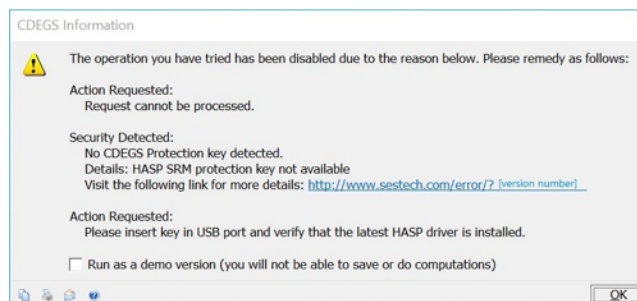 CDEGS Information
The operation you have tried has been disabled due to the reason below. Please remedy as follows:
Action Requested:
Request cannot be processed.
Security Detected:
No CDEGS Protection key detected.
Details: HASP SRM protection key not available
Visit the following link for more details: http://www.sestech.com/error/? [version number]
Action Requested:
Please insert key in USB port and verify that the latest HASP driver is installed.
Run as a demo version (you will not be able to save or do computations)
OK